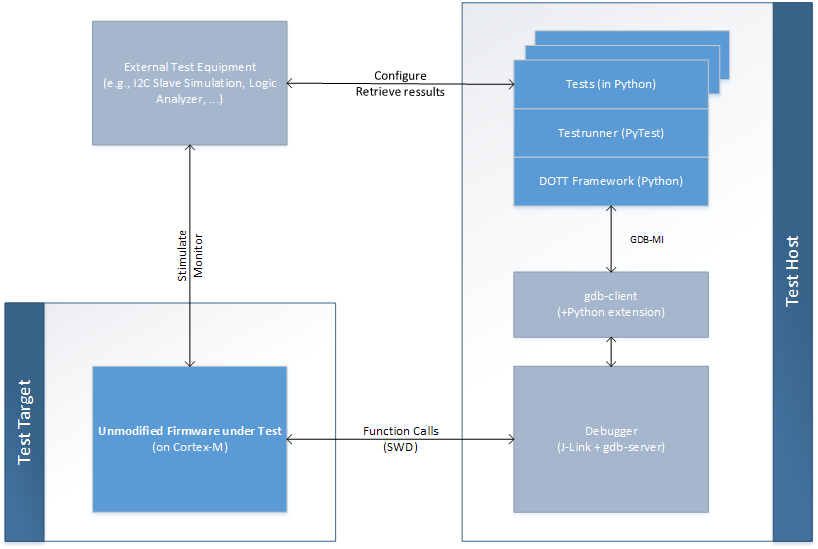 External Test Equipment
(e.g., I2C Slave Simulation, Logic
Analyzer, ...)
Configure
Retrieve ressults
Tests (in Python)
Testrunner (PyTest)
DOTT Framework (Python)
GDB-MI
Test Host
Stimulate
Monitor
gdb-client
(+Python extension)
Test Target
Unmodified Firmware under Test
(on Cortex-M)
Function Calls
(SWD)
Debugger
(J-Link + gdb-server)